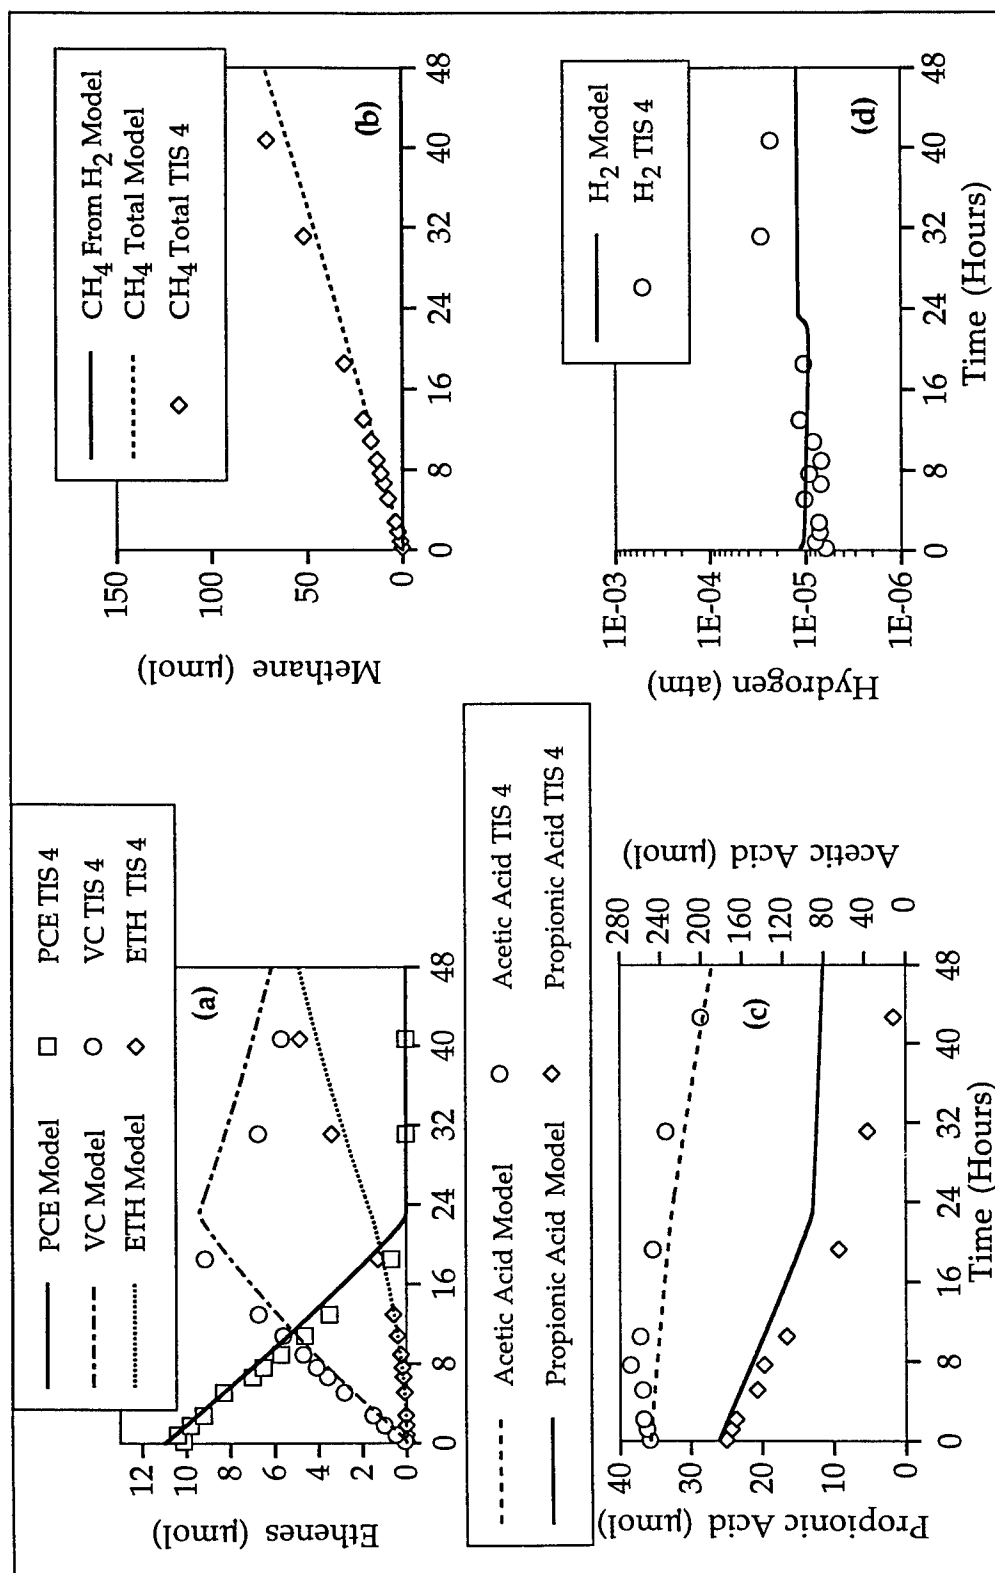 PCE Model
PCE TIS 4
VC Model
VC TIS 4
ETH Model
ETH TIS 4
(a)
Ethenes (µmol)
12
10
8
6
4
2
0
0
8
16
24
32
40
48
CH4 From H2 Model
CH4 Total Model
CH4 Total TIS 4
(b)
Methane (µmol)
150
100
50
0
0
8
16
24
32
40
48
Acetic Acid Model
Acetic Acid TIS 4
Propionic Acid Model
Propionic Acid TIS 4
(c)
Propionic Acid (µmol)
40
30
20
10
0
Acetic Acid (µmol)
280
240
200
160
120
80
40
0
0
8
16
24
32
40
48
Time (Hours)
H2 Model
H2 TIS 4
(d)
Hydrogen (atm)
1E-03
1E-04
1E-05
1E-06
0
8
16
24
32
40
48
Time (Hours)